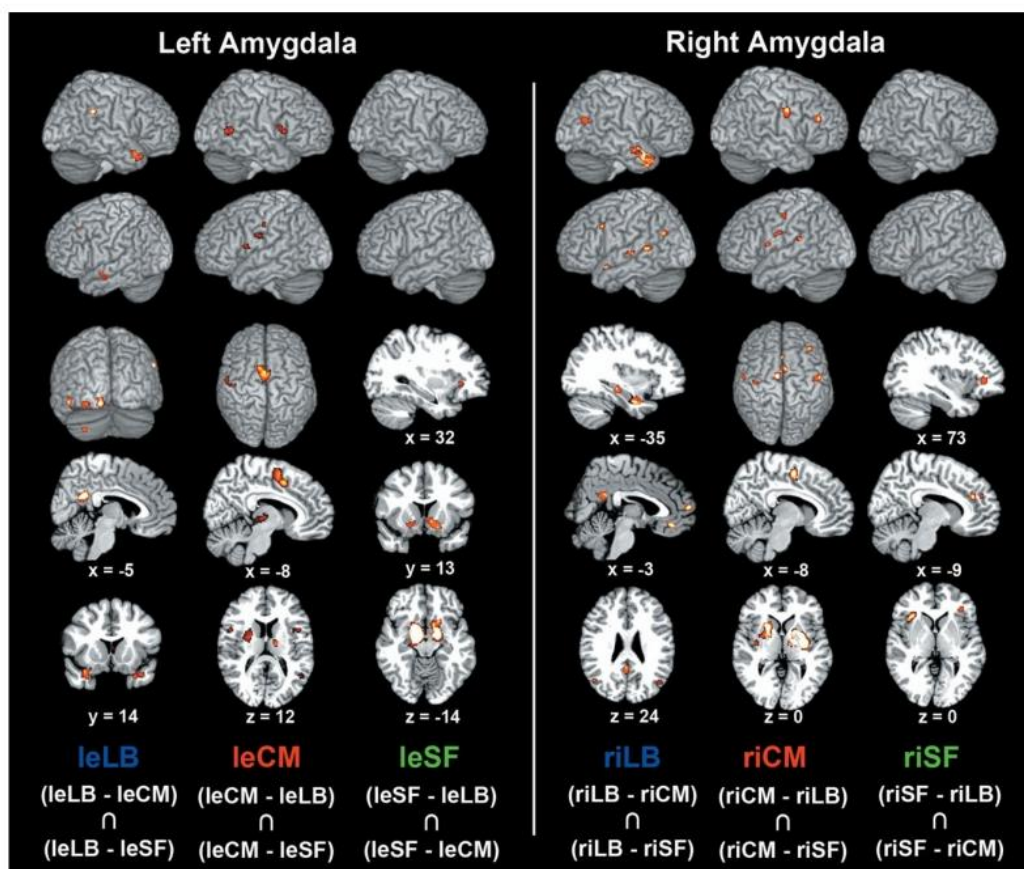 Left Amygdala
Right Amygdala
x = 32
x = -35
x = 73
x = -5
x = -8
y = 13
x = -3
x = -8
x = -9
y = 14
z = 12
z = -14
z = 24
z = 0
z = 0
leLB
leCM
leSF
riLB
riCM
riSF
(leLB - leCM)
∩
(leLB - leSF)
(leCM - leLB)
∩
(leCM - leSF)
(leSF - leLB)
∩
(leSF - leCM)
(riLB - riCM)
∩
(riLB - riSF)
(riCM - riLB)
∩
(riCM - riSF)
(riSF - riLB)
∩
(riSF - riCM)